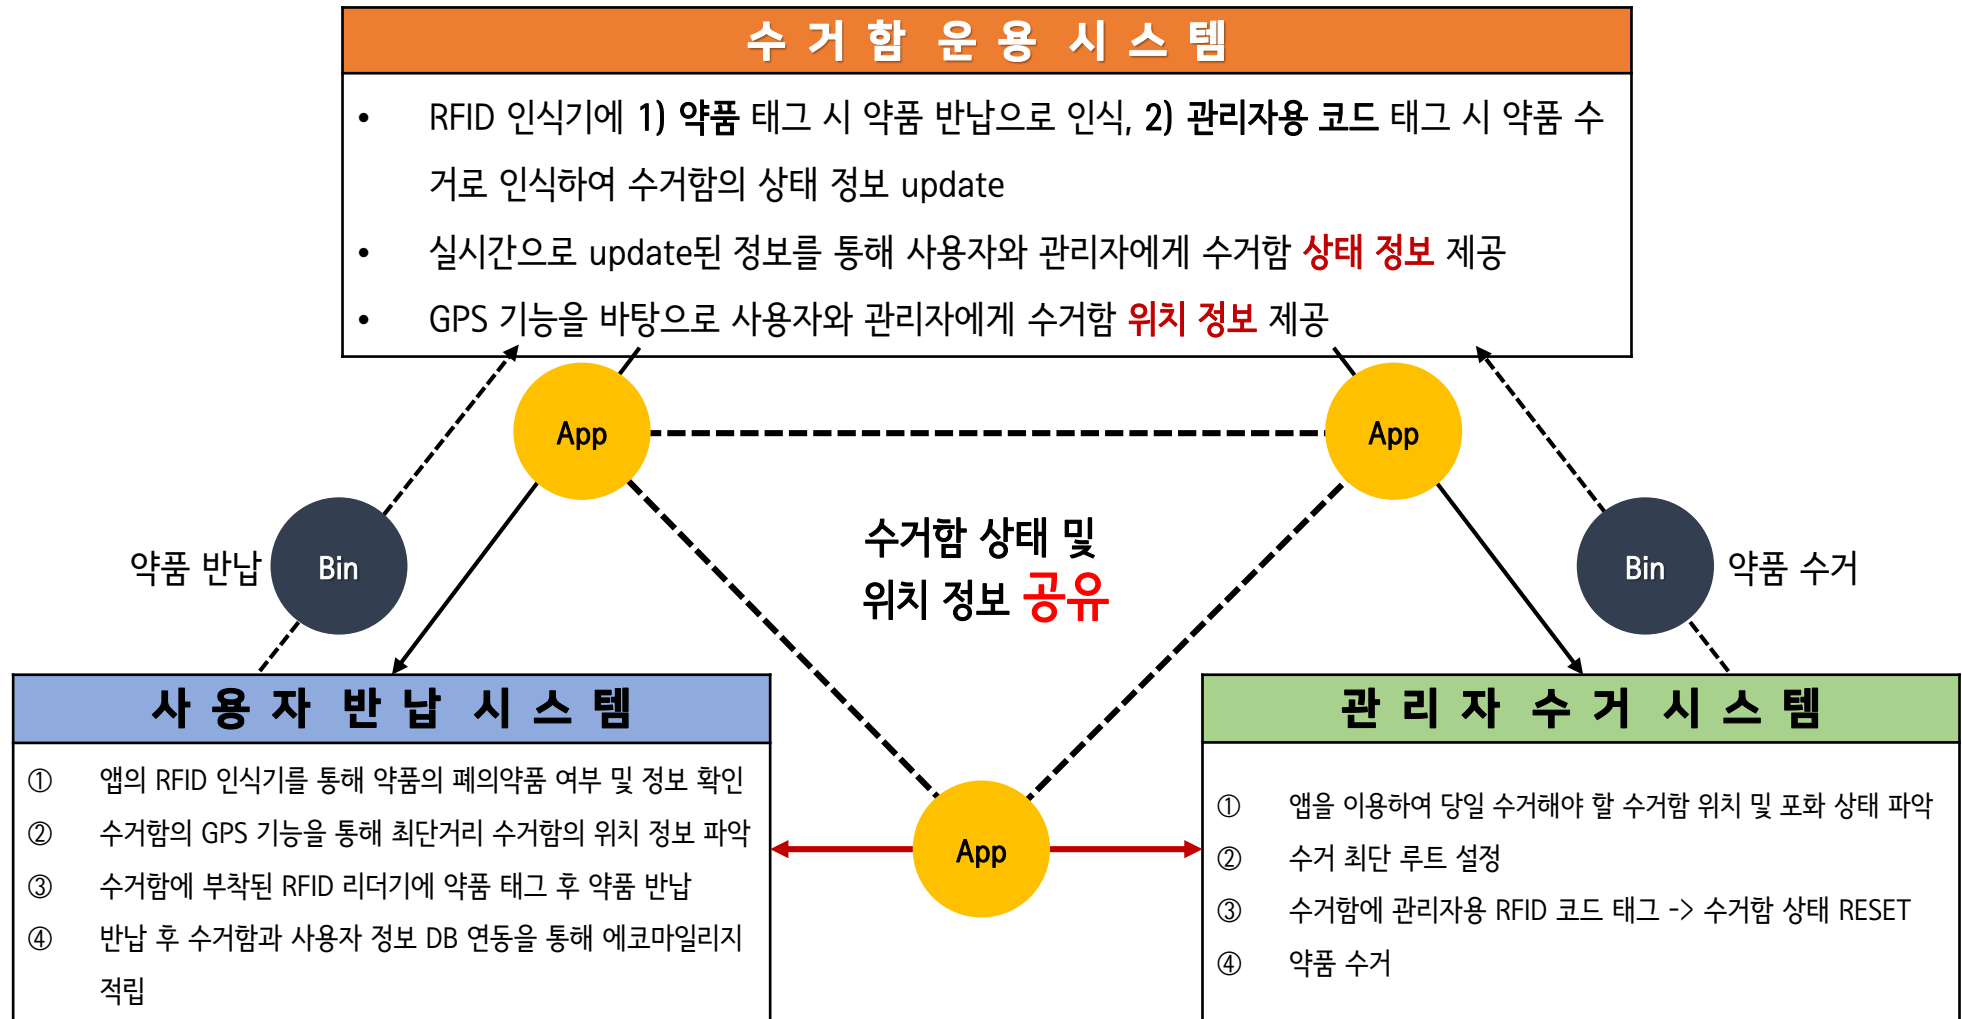 수거함 운용 시스템
• RFID 인식기에 1) 약품 태그 시 약품 반납으로 인식, 2) 관리자용 코드 태그 시 약품 수
거로 인식하여 수거함의 상태 정보 update
• 실시간으로 update된 정보를 통해 사용자와 관리자에게 수거함 상태 정보 제공
• GPS 기능을 바탕으로 사용자와 관리자에게 수거함 위치 정보 제공
App
App
수거함 상태 및
위치 정보 공유
약품 반납
Bin
Bin
약품 수거
사용자 반납 시스템
① 앱의 RFID 인식기를 통해 약품의 폐의약품 여부 및 정보 확인
② 수거함의 GPS 기능을 통해 최단거리 수거함의 위치 정보 파악
③ 수거함에 부착된 RFID 리더기에 약품 태그 후 약품 반납
④ 반납 후 수거함과 사용자 정보 DB 연동을 통해 에코마일리지
적립
App
관리자 수거 시스템
① 앱을 이용하여 당일 수거해야 할 수거함 위치 및 포화 상태 파악
② 수거 최단 루트 설정
③ 수거함에 관리자용 RFID 코드 태그 -> 수거함 상태 RESET
④ 약품 수거